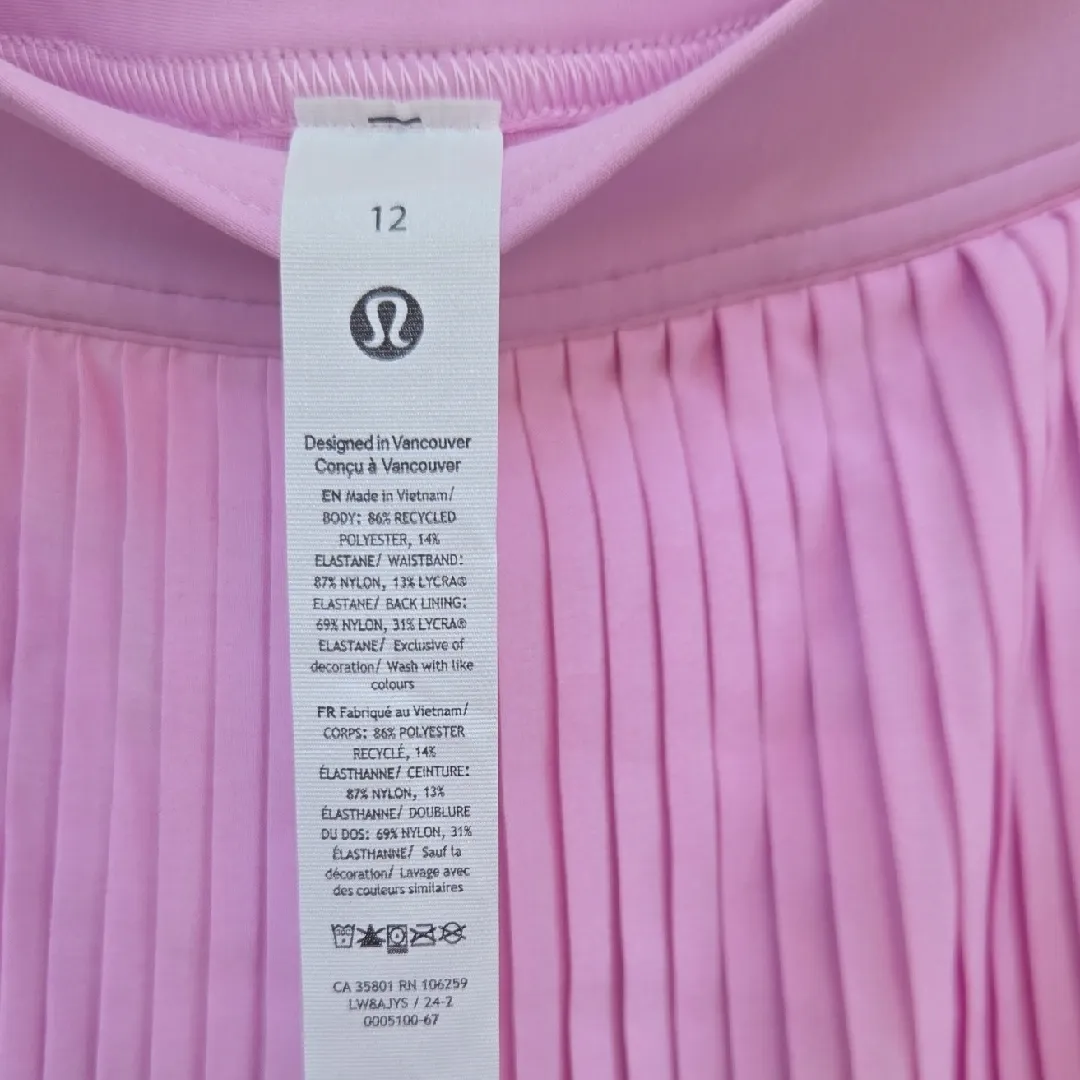 12
Designed in Vancouver
Conçu à Vancouver
EN Made in Vietnam/
BODY: 86% RECYCLED
POLYESTER, 14%
ELASTANE/ WAISTBAND:
87% NYLON, 13% LYCRA®
ELASTANE/ BACK LINING:
69% NYLON, 31% LYCRA®
ELASTANE/ Exclusive of
decoration/ Wash with like
colours
FR Fabriqué au Vietnam/
CORPS: 86% POLYESTER
RECYCLÉ, 14%
ÉLASTHANNE/ CEINTURE:
87% NYLON, 13%
ÉLASTHANNE/ DOUBLURE
DU DOS: 69% NYLON, 31%
ÉLASTHANNE/ Sauf la
décoration/ Lavage avec
des couleurs similaires
CA 35801 RN 106259
LW8AJYS / 24-2
0005100-67